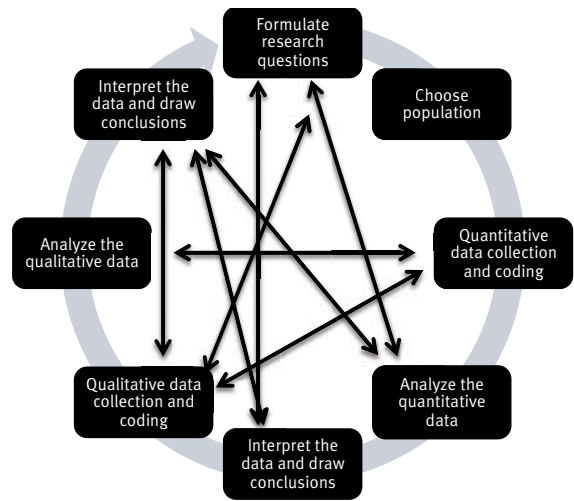 Formulate
research
questions
Choose
population
Quantitative
data collection
and coding
Analyze the
quantitative
data
Interpret the
data and draw
conclusions
Qualitative data
collection and
coding
Analyze the
qualitative data
Interpret the
data and draw
conclusions